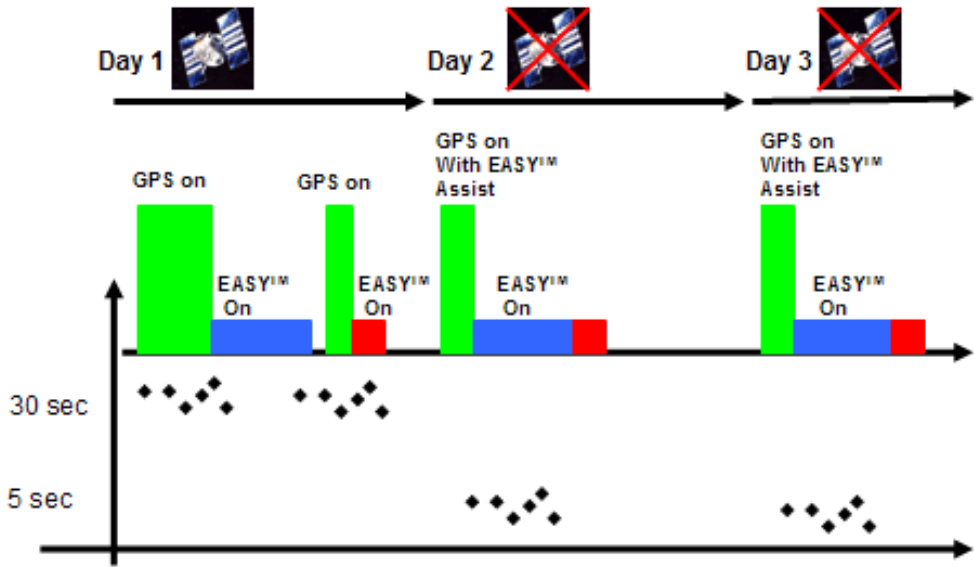 Day 1
Day 2
Day 3
GPS on
GPS on
GPS on
With EASY™
Assist
GPS on
With EASY™
Assist
EASY™
On
EASY™
On
EASY™
On
EASY™
On
30 sec
5 sec